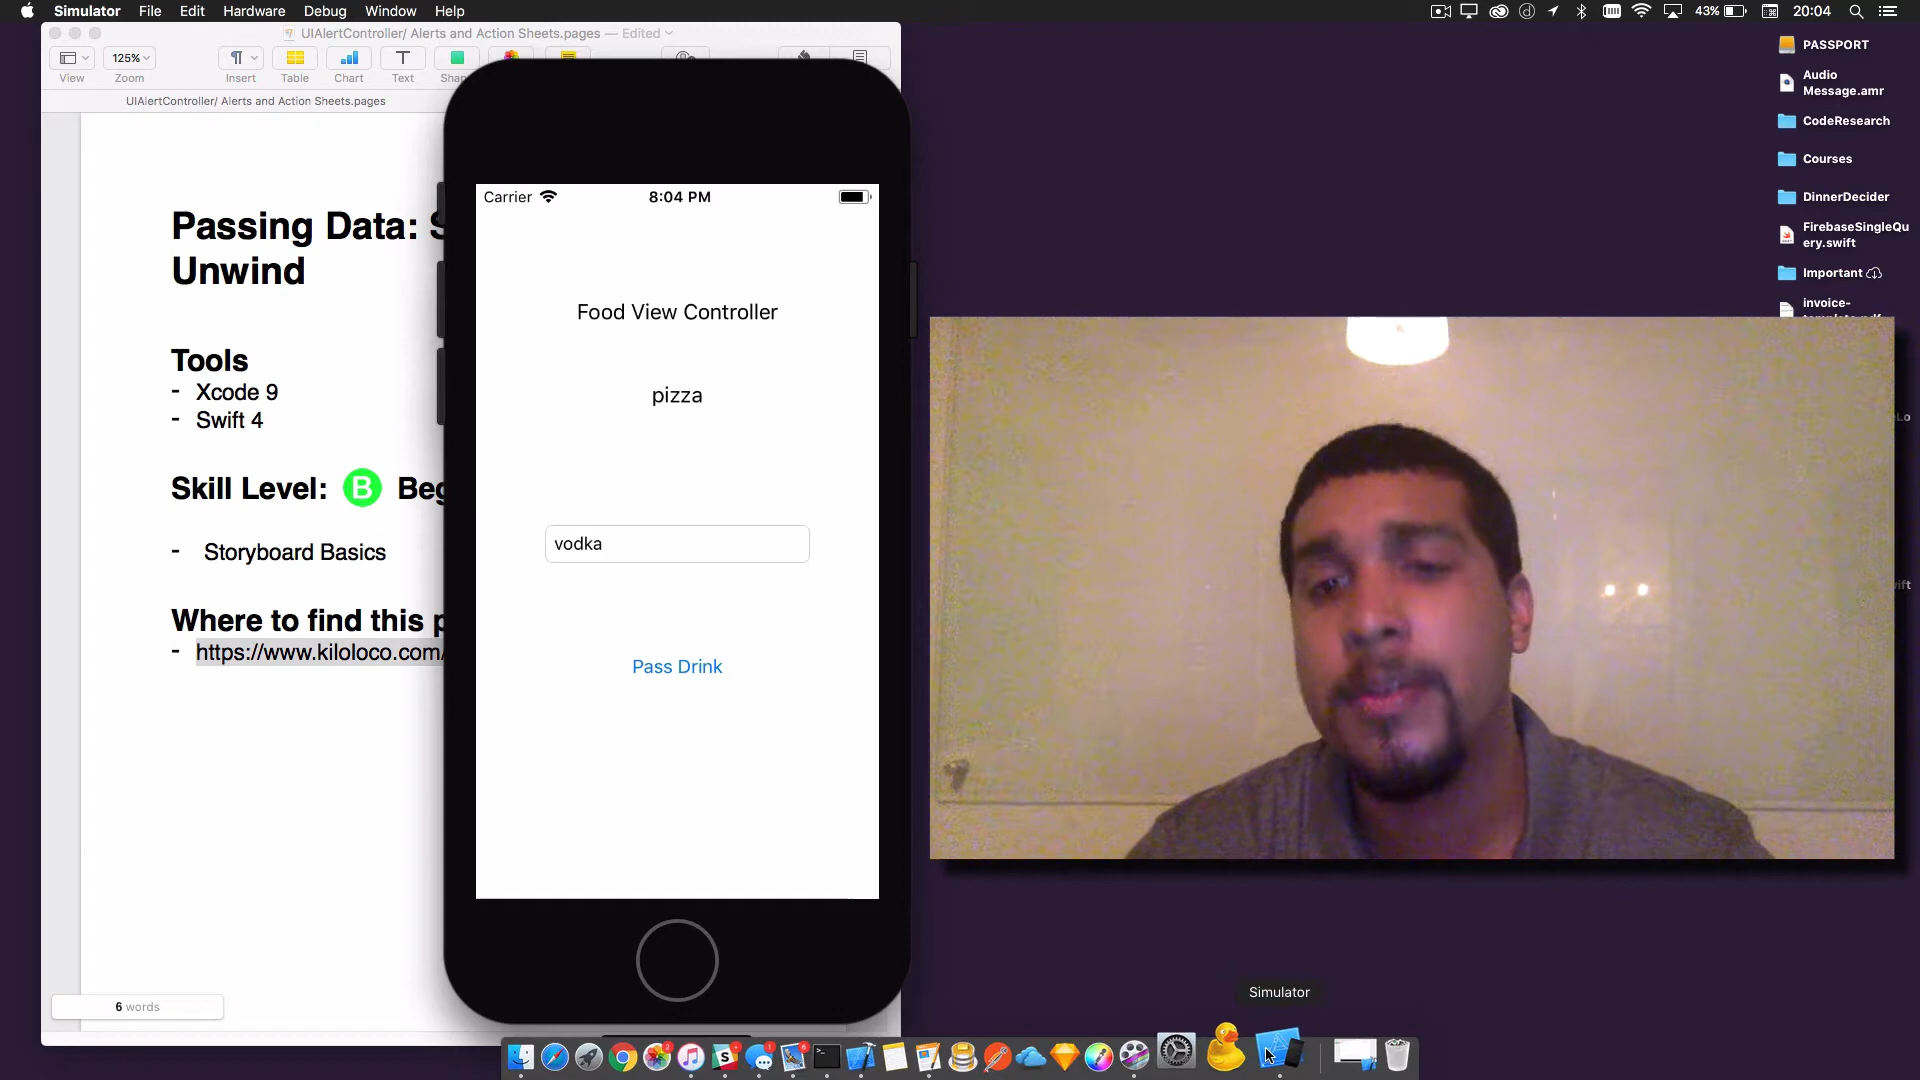 Simulator File Edit Hardware Debug Window Help
43% 20:04
UIAlertController/ Alerts and Action Sheets.pages — Edited
125%
View Zoom Insert Table Chart Text
UIAlertController/ Alerts and Action Sheets.pages
Passing Data:
Unwind
Tools
- Xcode 9
- Swift 4
Skill Level: B
- Storyboard Basics
Where to find this
- https://www.kiloloco.com/
6 words
Carrier 8:04 PM
Food View Controller
pizza
vodka
Pass Drink
PASSPORT
Audio
Message.amr
CodeResearch
Courses
DinnerDecider
FirebaseSingleQu
ery.swift
Important
invoice-
Simulator